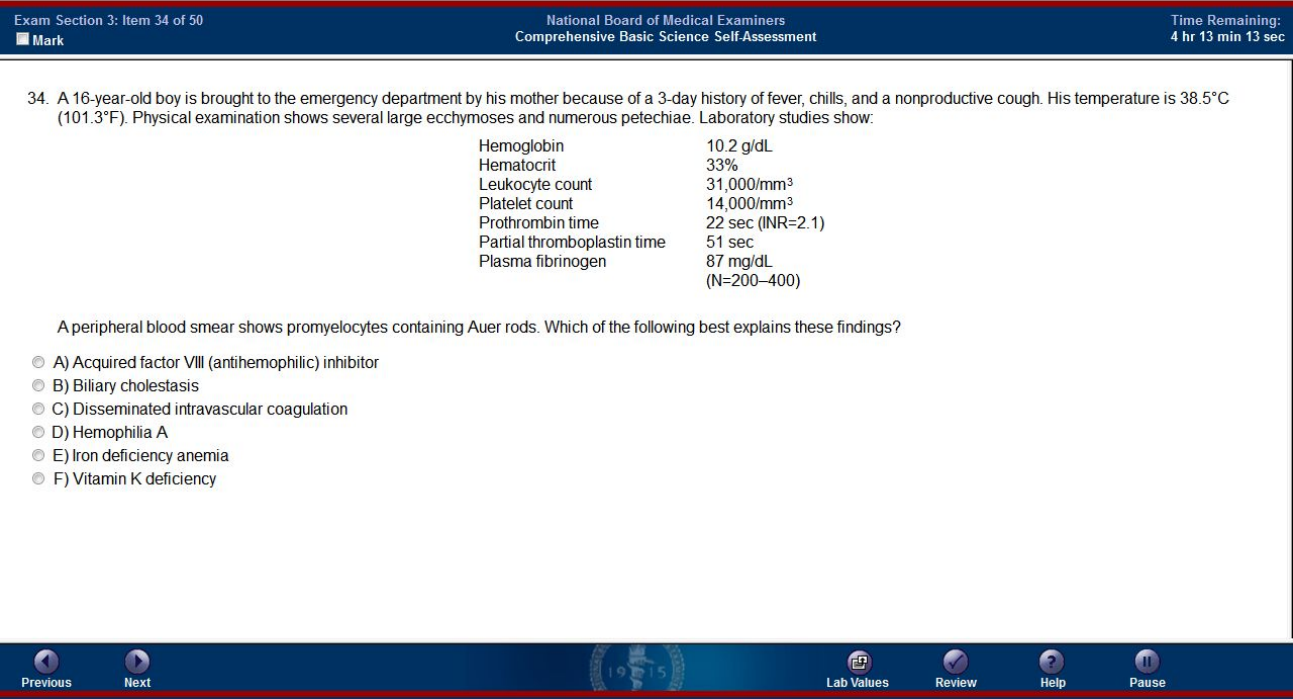 Exam Section 3: Item 34 of 50
National Board of Medical Examiners
Time Remaining:
Mark
Comprehensive Basic Science Self-Assessment
4 hr 13 min 13 sec
34. A 16-year-old boy is brought to the emergency department by his mother because of a 3-day history of fever, chills, and a nonproductive cough. His temperature is 38.5°C
(101.3°F). Physical examination shows several large ecchymoses and numerous petechiae. Laboratory studies show:
Hemoglobin 10.2 g/dL
Hematocrit 33%
Leukocyte count 31,000/mm³
Platelet count 14,000/mm³
Prothrombin time 22 sec (INR=2.1)
Partial thromboplastin time 51 sec
Plasma fibrinogen 87 mg/dL
(N=200–400)
A peripheral blood smear shows promyelocytes containing Auer rods. Which of the following best explains these findings?
A) Acquired factor VIII (antihemophilic) inhibitor
B) Biliary cholestasis
C) Disseminated intravascular coagulation
D) Hemophilia A
E) Iron deficiency anemia
F) Vitamin K deficiency
1915
Previous
Next
Lab Values
Review
Help
Pause